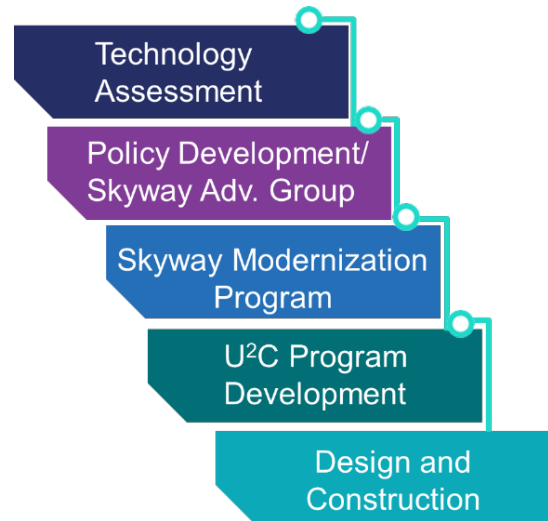 Technology
Assessment
Policy Development/
Skyway Adv. Group
Skyway Modernization
Program
U²C Program
Development
Design and
Construction